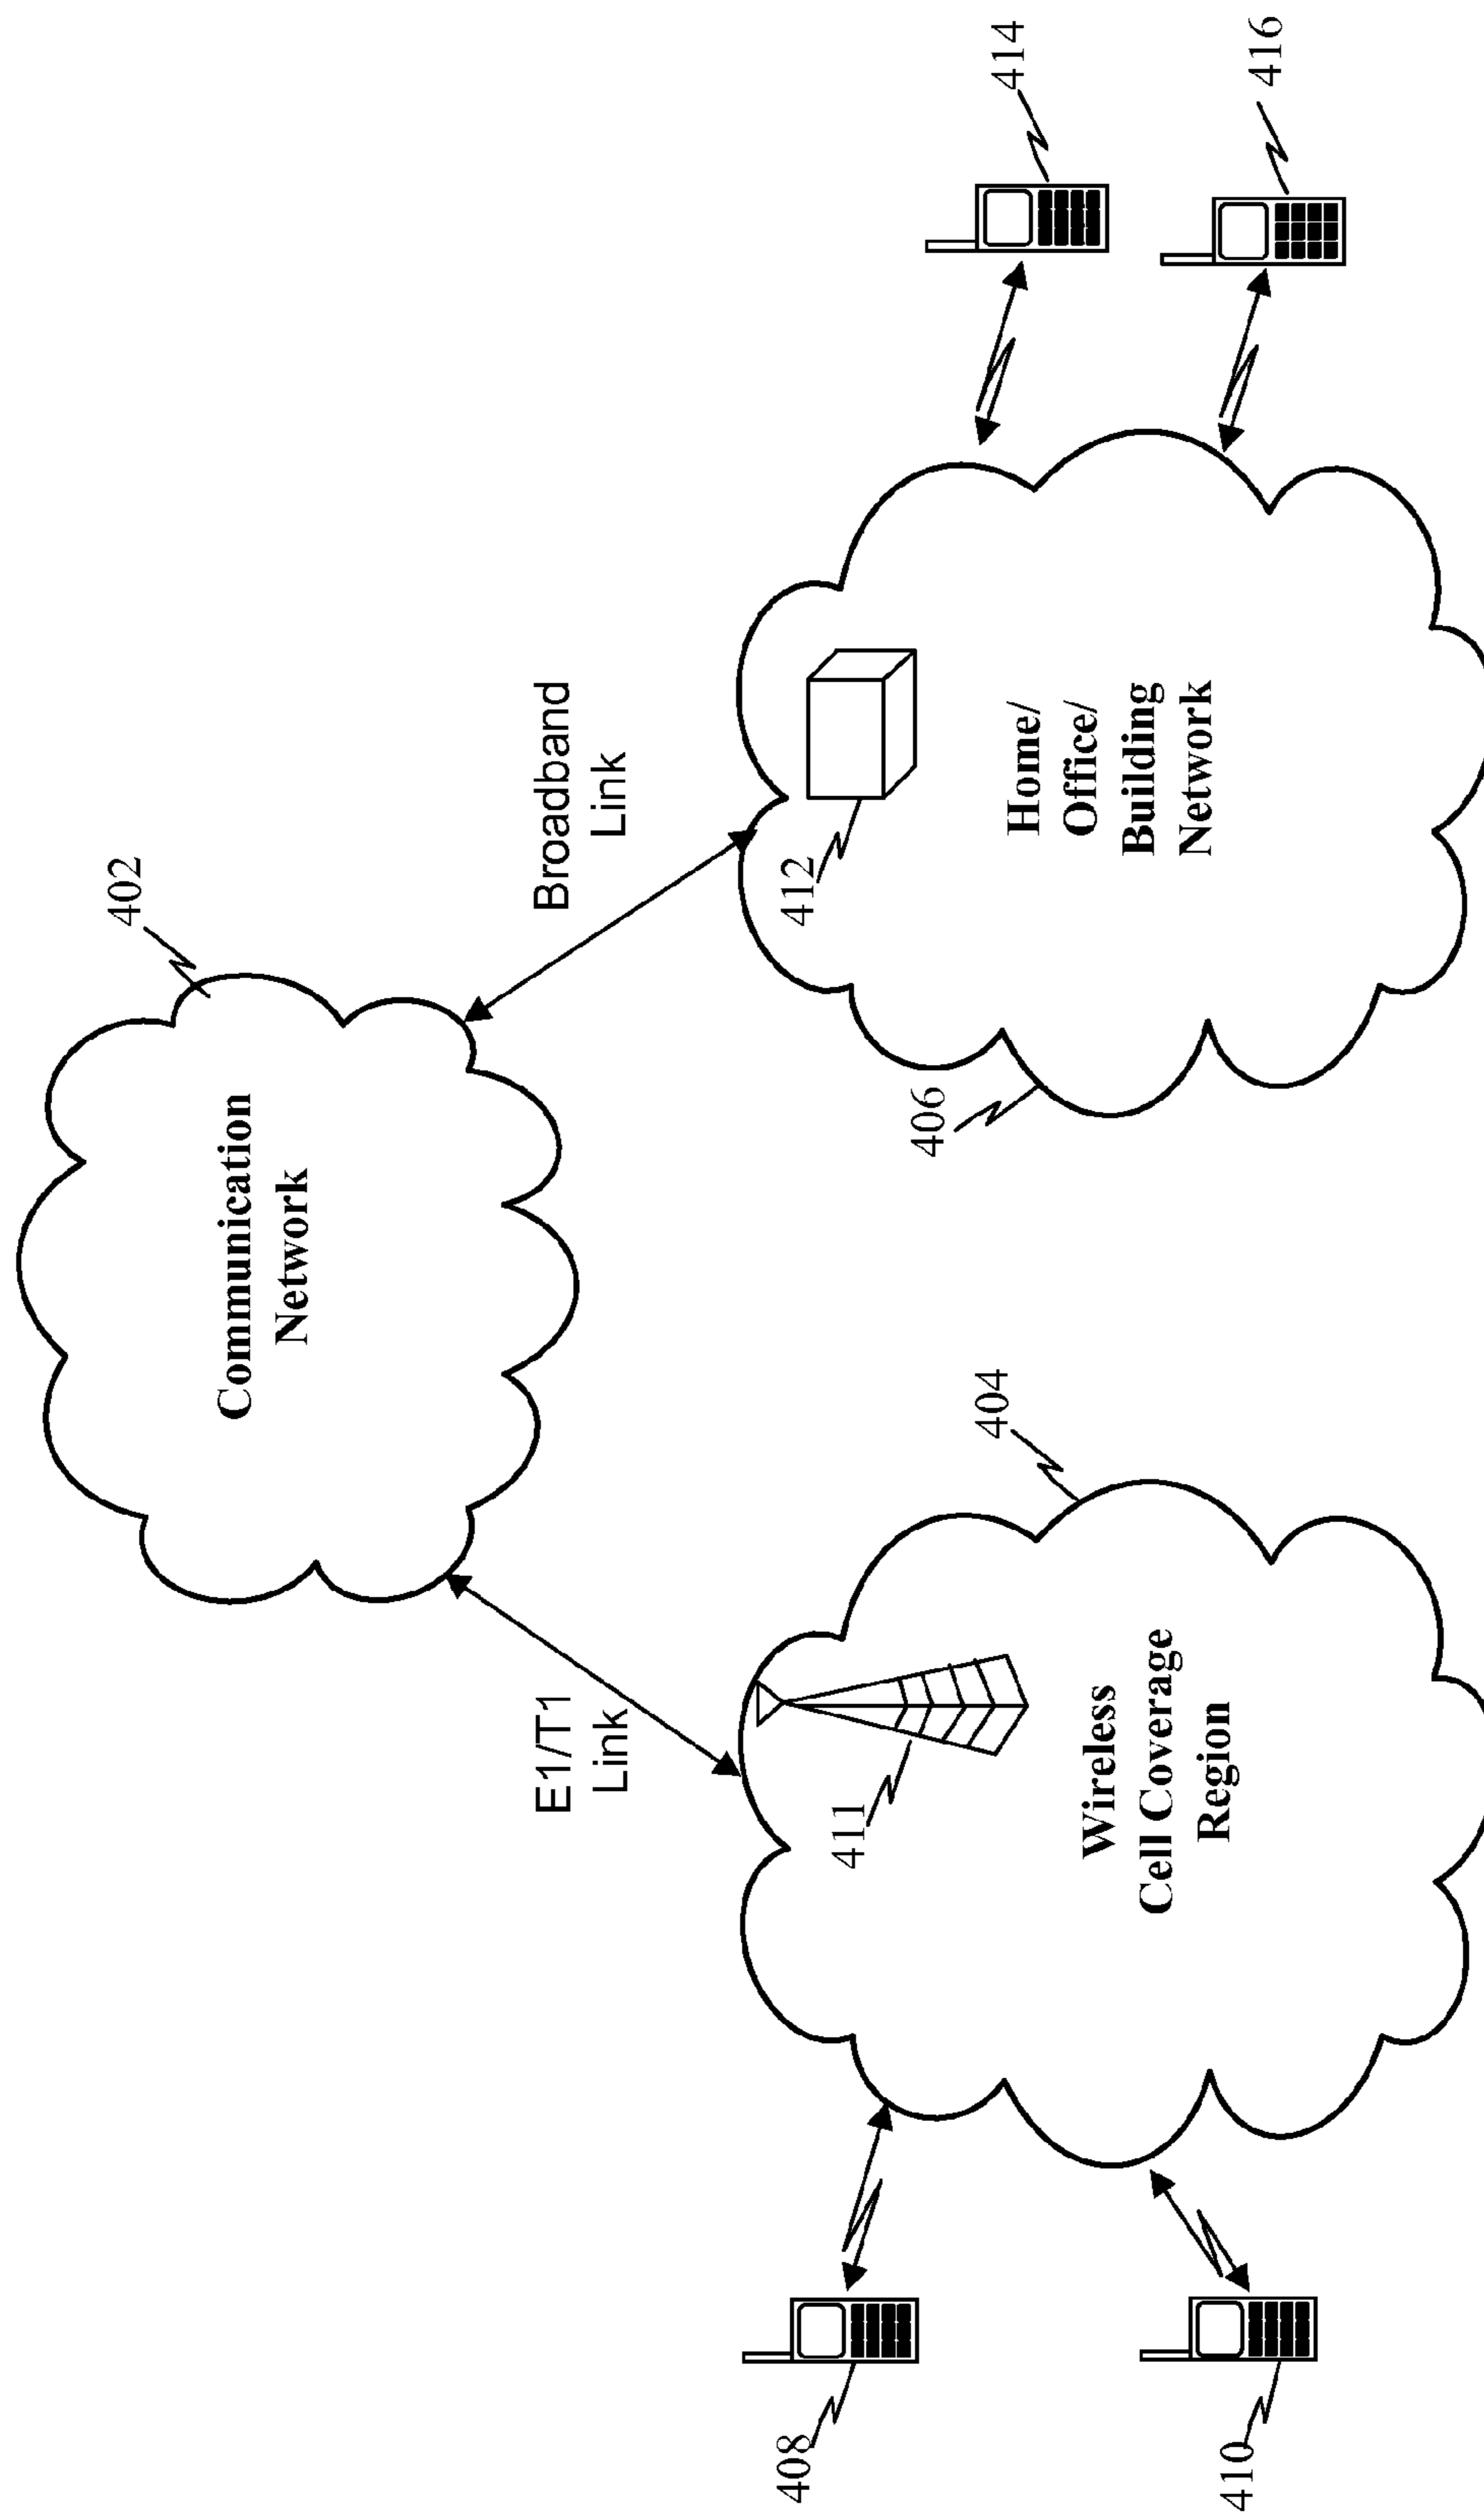 402
Communication
Network
E1/T1
Link
Broadband
Link
404
406
411
412
Wireless
Cell Coverage
Region
Home/
Office/
Building
Network
408
410
414
416